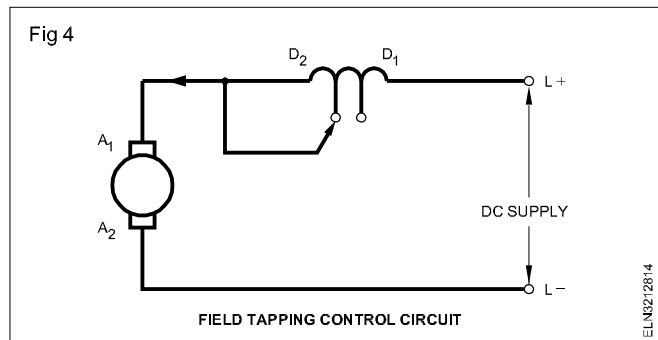 Fig 4
D2 D1
L+
A1
A2
DC SUPPLY
L−
FIELD TAPPING CONTROL CIRCUIT
ELN3212814